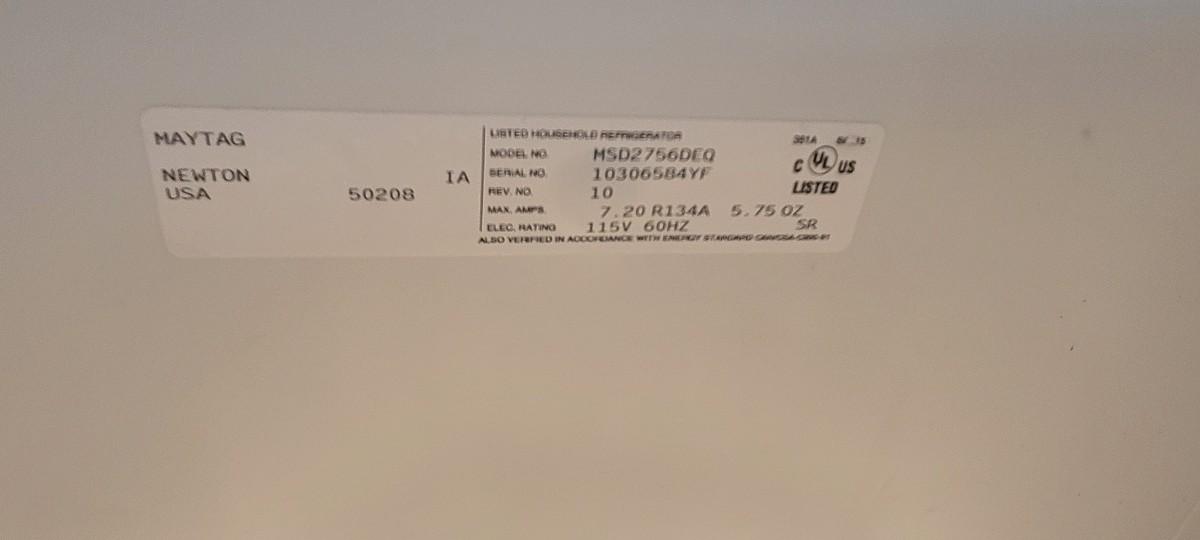 MAYTAG
NEWTON IA
USA 50208
LISTED HOUSEHOLD REFRIGERATOR
MODEL NO. MSD2756DEQ
SERIAL NO. 10306584YF
REV. NO. 10
MAX. AMPS. 7.20 R134A 5.75 OZ
ELEC. RATING 115V 60HZ SR
ALSO VERIFIED IN ACCORDANCE WITH ENERGY STANDARD
351A
C UL US
LISTED